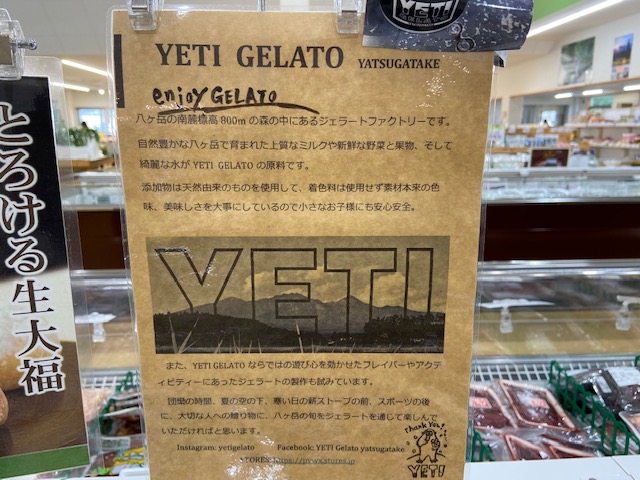 YETI
YETI GELATO YATSUGATAKE
enjoy GELATO
八ヶ岳の南麓標高800mの森の中にあるジェラートファクトリーです。
自然豊かな八ヶ岳で育まれた上質なミルクや新鮮な野菜と果物、そして
綺麗な水が YETI GELATO の原料です。
添加物は天然由来のものを使用して、着色料は使用せず素材本来の色
味、美味しさを大事にしているので小さなお子様にも安心安全。
YETI
また、YETI GELATO ならではの遊び心を効かせたフレイバーやアクテ
ィビティーにあったジェラートの製作も試みています。
団欒の時間、夏の空の下、寒い日の薪ストーブの前、スポーツの後
に、大切な人への贈り物に、八ヶ岳の旬をジェラートを通じて楽しんで
いただければと思います。
Instagram: yetigelato Facebook: YETI Gelato yatsugatake
STORES: https://pywx.stores.jp
Thank You!
YETI
とろける生大福